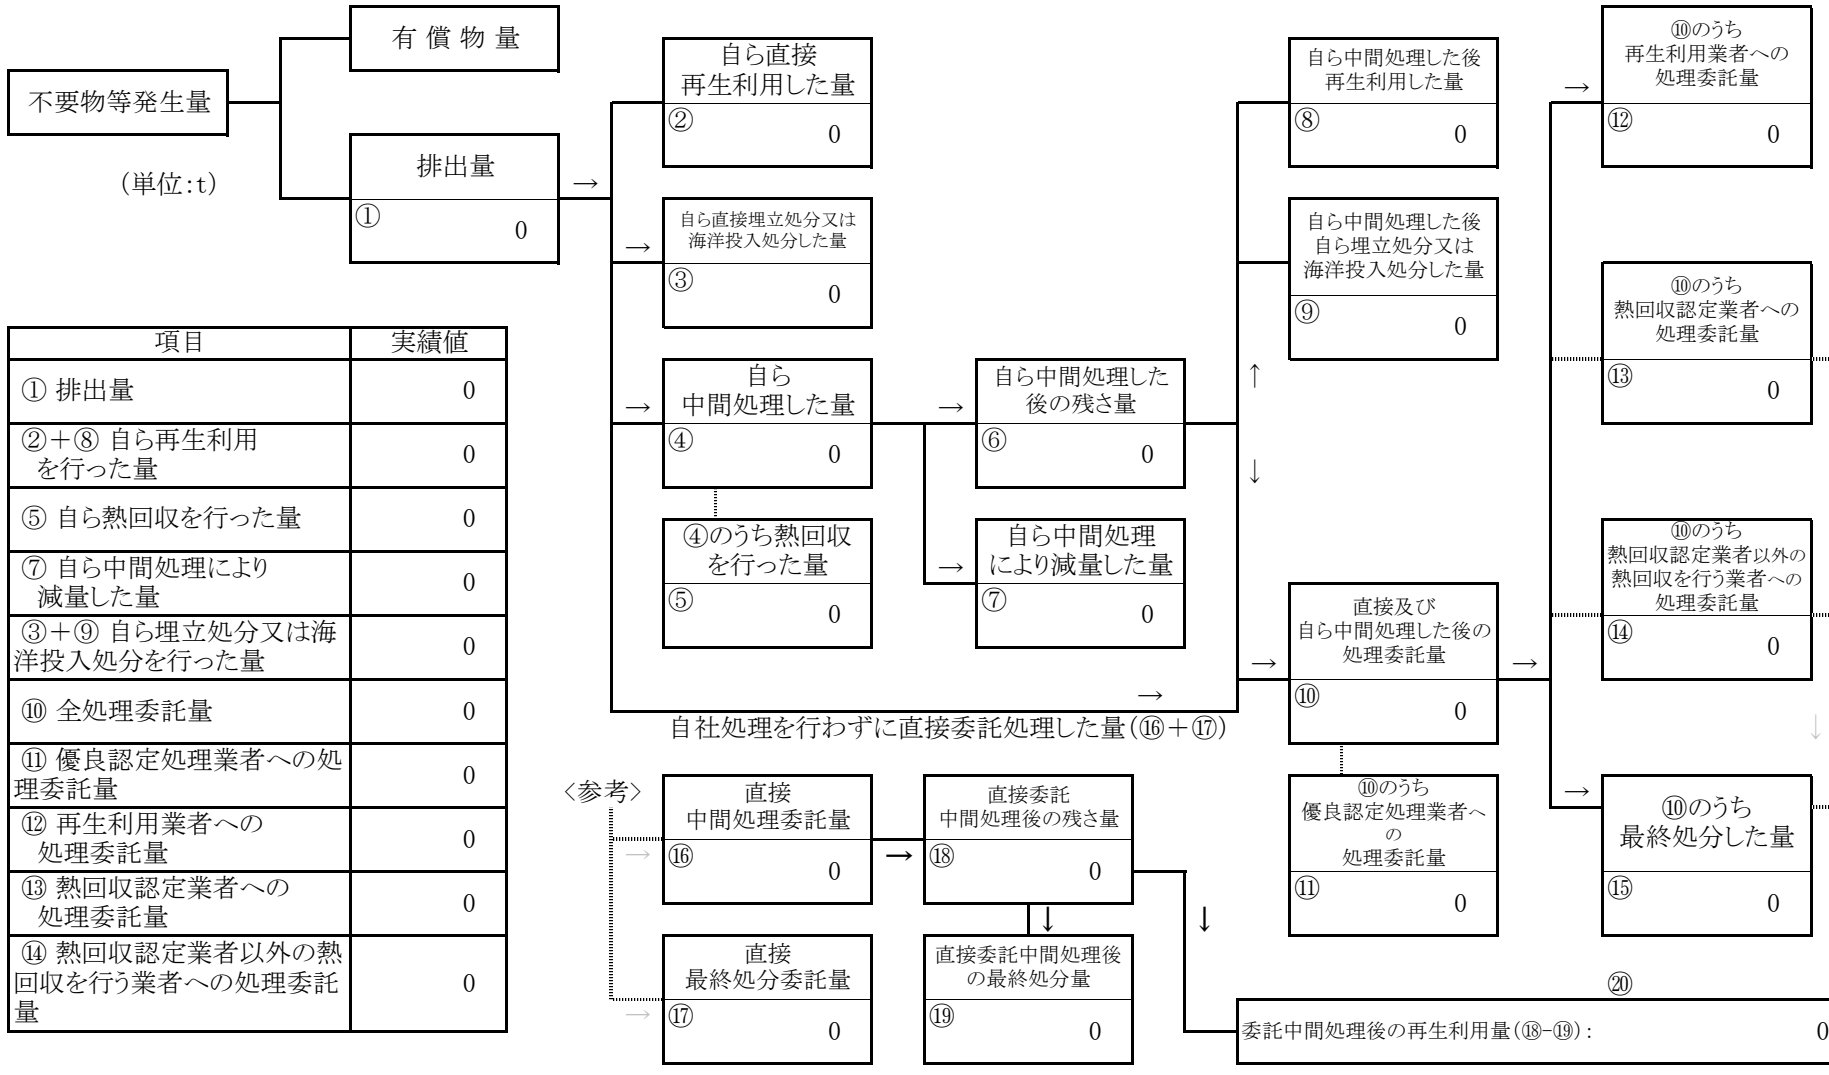 有 償 物 量
不要物等発生量
(単位:t)
排出量
①
0
→
自ら直接
再生利用した量
②
0
→
自ら直接埋立処分又は
海洋投入処分した量
③
0
→
自ら
中間処理した量
④
0
④のうち熱回収
を行った量
⑤
0
→
自ら中間処理した
後の残さ量
⑥
0
→
自ら中間処理
により減量した量
⑦
0
自ら中間処理した後
再生利用した量
⑧
0
自ら中間処理した後
自ら埋立処分又は
海洋投入処分した量
⑨
0
↑
↓
→
自社処理を行わずに直接委託処理した量(⑯+⑰)
→
直接及び
自ら中間処理した後の
処理委託量
⑩
0
⑩のうち
優良認定処理業者へ
の
処理委託量
⑪
0
→
→
⑩のうち
再生利用業者への
処理委託量
⑫
0
⑩のうち
熱回収認定業者への
処理委託量
⑬
0
⑩のうち
熱回収認定業者以外の
熱回収を行う業者への
処理委託量
⑭
0
↓
→
⑩のうち
最終処分した量
⑮
0
項目 実績値
① 排出量 0
②+⑧ 自ら再生利用
を行った量
0
⑤ 自ら熱回収を行った量 0
⑦ 自ら中間処理により
減量した量
0
③+⑨ 自ら埋立処分又は海
洋投入処分を行った量
0
⑩ 全処理委託量 0
⑪ 優良認定処理業者への処
理委託量
0
⑫ 再生利用業者への
処理委託量
0
⑬ 熱回収認定業者への
処理委託量
0
⑭ 熱回収認定業者以外の熱
回収を行う業者への処理委託
量
0
<参考>
→
直接
中間処理委託量
⑯
0
→
直接委託
中間処理後の残さ量
⑱
0
↓
↓
→
直接
最終処分委託量
⑰
0
直接委託中間処理後
の最終処分量
⑲
0
⑳
委託中間処理後の再生利用量(⑱-⑲): 0